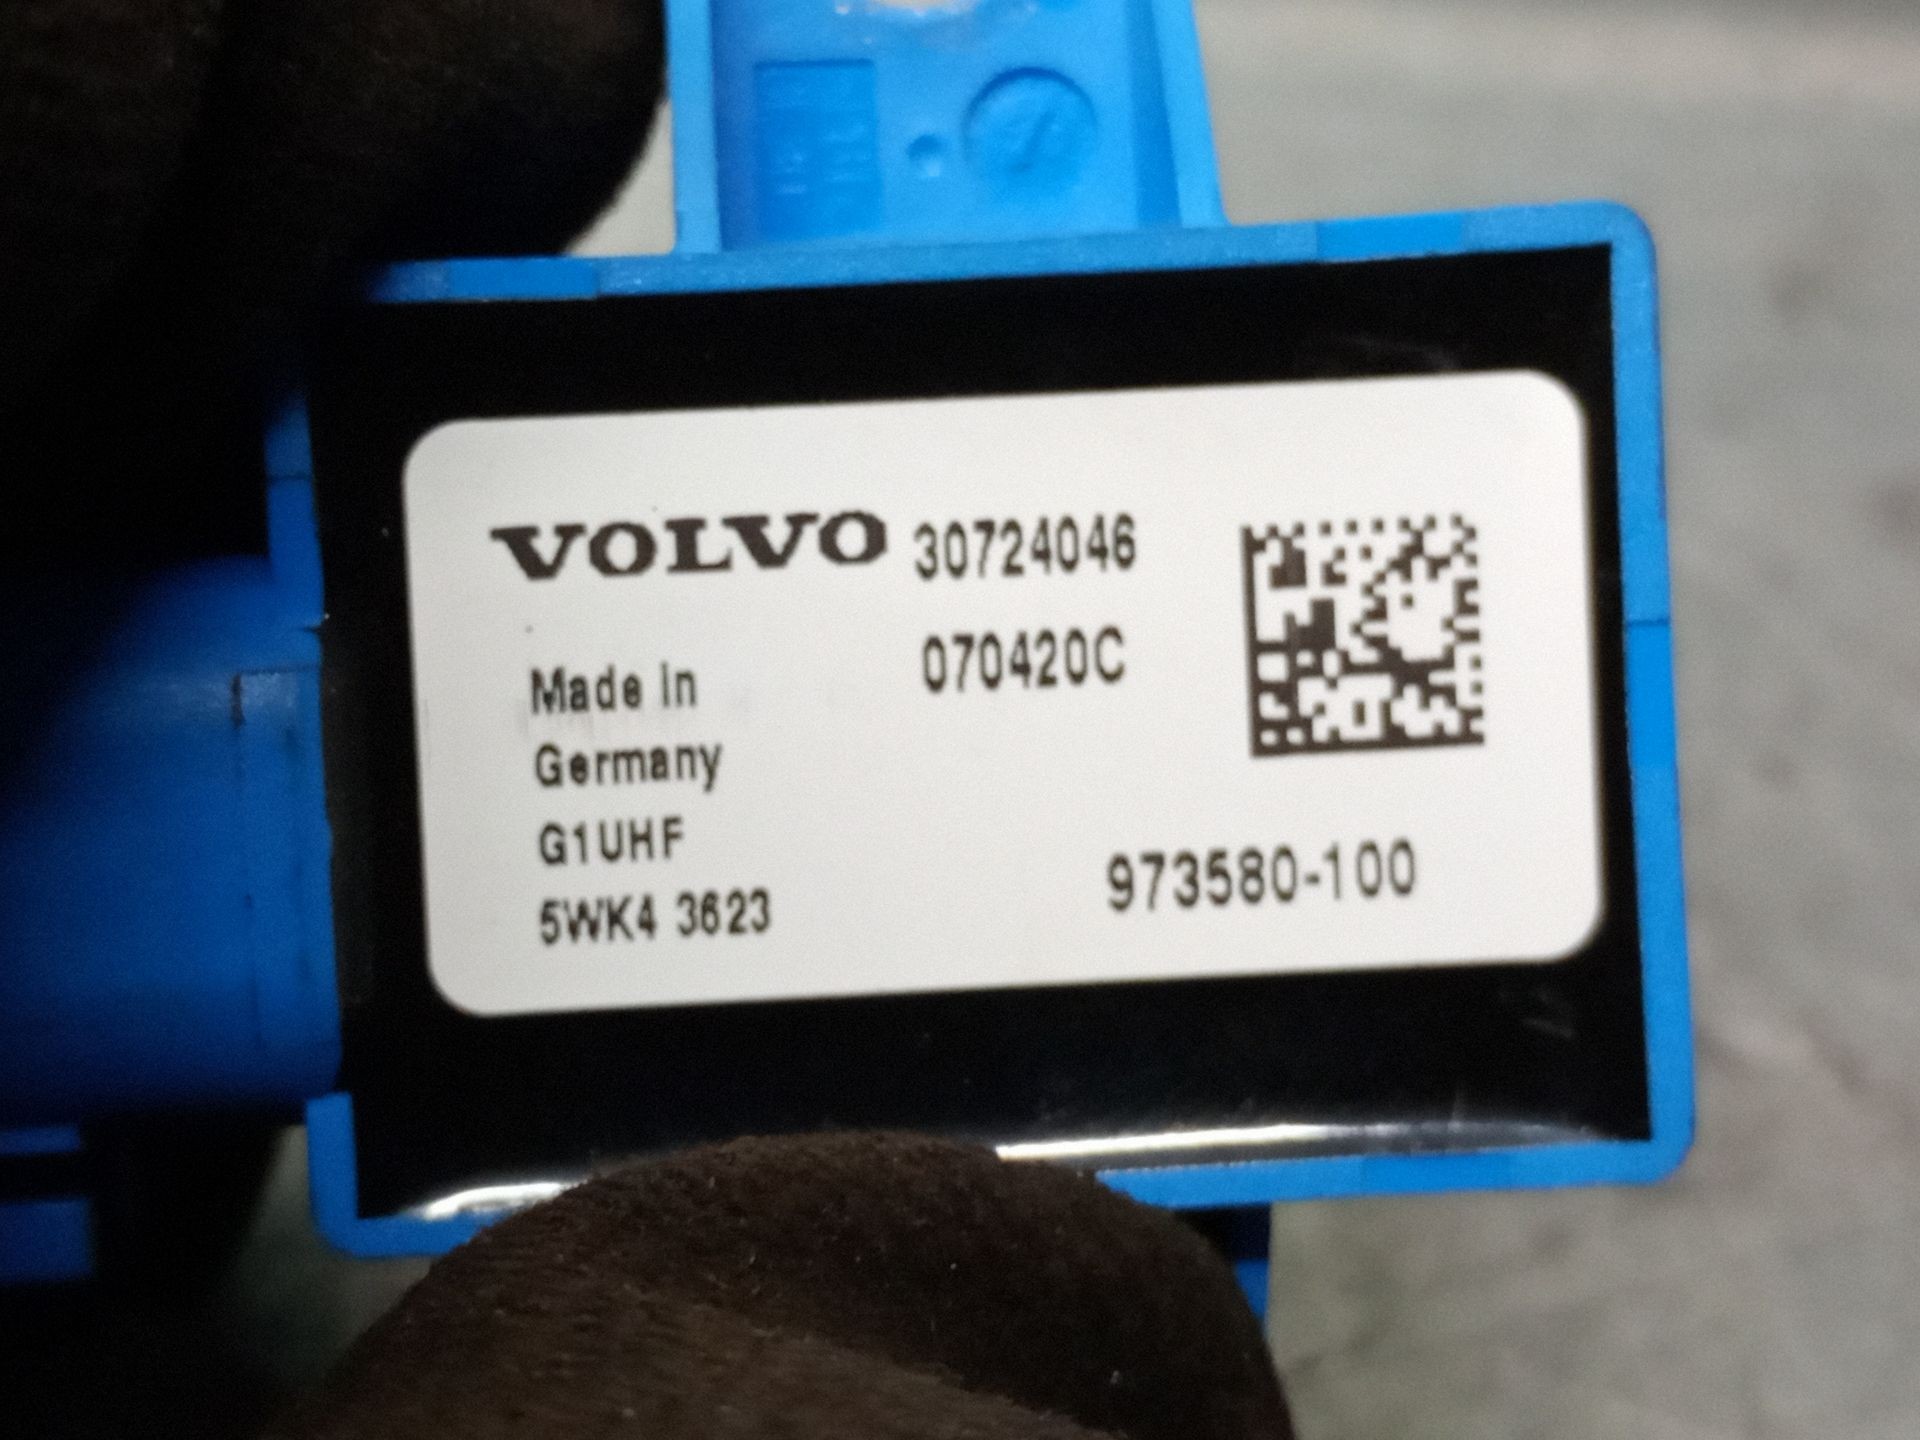 VOLVO 30724046
070420C
Made in
Germany
G1UHF
5WK4 3623
973580-100